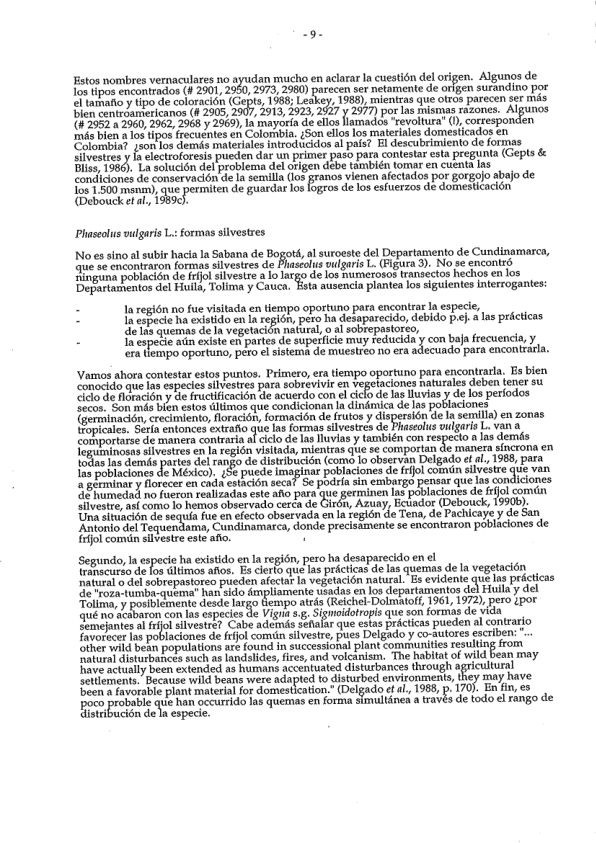 - 9 -
Estos nombres vernaculares no ayudan mucho en aclarar la cuestión del origen. Algunos de
los tipos encontrados (# 2901, 2950, 2973, 2980) parecen ser netamente de origen surandino por
el tamaño y tipo de coloración (Gepts, 1988; Leakey, 1988), mientras que otros parecen ser más
bien centroamericanos (# 2905, 2907, 2913, 2923, 2927 y 2977) por las mismas razones. Algunos
(# 2952 a 2960, 2962, 2968 y 2969), la mayoría de ellos llamados "revoltura" (!), corresponden
más bien a los tipos frecuentes en Colombia. ¿Son ellos los materiales domesticados en
Colombia? ¿son los demás materiales introducidos al país? El descubrimiento de formas
silvestres y la electroforesis pueden dar un primer paso para contestar esta pregunta (Gepts &
Bliss, 1986). La solución del problema del origen debe también tomar en cuenta las
condiciones de conservación de la semilla (los granos vienen afectados por gorgojo abajo de
los 1.500 msnm), que permiten de guardar los logros de los esfuerzos de domesticación
(Debouck et al., 1989c).
Phaseolus vulgaris L.: formas silvestres
No es sino al subir hacia la Sabana de Bogotá, al suroeste del Departamento de Cundinamarca,
que se encontraron formas silvestres de Phaseolus vulgaris L. (Figura 3). No se encontró
ninguna población de fríjol silvestre a lo largo de los numerosos transectos hechos en los
Departamentos del Huila, Tolima y Cauca. Esta ausencia plantea los siguientes interrogantes:
- la región no fue visitada en tiempo oportuno para encontrar la especie,
- la especie ha existido en la región, pero ha desaparecido, debido p.ej. a las prácticas
de las quemas de la vegetación natural, o al sobrepastoreo,
- la especie aún existe en partes de superficie muy reducida y con baja frecuencia, y
era tiempo oportuno, pero el sistema de muestreo no era adecuado para encontrarla.
Vamos ahora contestar estos puntos. Primero, era tiempo oportuno para encontrarla. Es bien
conocido que las especies silvestres para sobrevivir en vegetaciones naturales deben tener su
ciclo de floración y de fructificación de acuerdo con el ciclo de las lluvias y de los períodos
secos. Son más bien estos últimos que condicionan la dinámica de las poblaciones
(germinación, crecimiento, floración, formación de frutos y dispersión de la semilla) en zonas
tropicales. Sería entonces extraño que las formas silvestres de Phaseolus vulgaris L. van a
comportarse de manera contraria al ciclo de las lluvias y también con respecto a las demás
leguminosas silvestres en la región visitada, mientras que se comportan de manera síncrona en
todas las demás partes del rango de distribución (como lo observan Delgado et al., 1988, para
las poblaciones de México). ¿Se puede imaginar poblaciones de fríjol común silvestre que van
a germinar y florecer en cada estación seca? Se podría sin embargo pensar que las condiciones
de humedad no fueron realizadas este año para que germinen las poblaciones de fríjol común
silvestre, así como lo hemos observado cerca de Girón, Azuay, Ecuador (Debouck, 1990b).
Una situación de sequía fue en efecto observada en la región de Tena, de Pachicaye y de San
Antonio del Tequendama, Cundinamarca, donde precisamente se encontraron poblaciones de
fríjol común silvestre este año.
Segundo, la especie ha existido en la región, pero ha desaparecido en el
transcurso de los últimos años. Es cierto que las prácticas de las quemas de la vegetación
natural o del sobrepastoreo pueden afectar la vegetación natural. Es evidente que las prácticas
de "roza-tumba-quema" han sido ámpliamente usadas en los departamentos del Huila y del
Tolima, y posiblemente desde largo tiempo atrás (Reichel-Dolmatoff, 1961, 1972), pero ¿por
qué no acabaron con las especies de Vigna s.g. Sigmoidotropis que son formas de vida
semejantes al fríjol silvestre? Cabe además señalar que estas prácticas pueden al contrario
favorecer las poblaciones de fríjol común silvestre, pues Delgado y co-autores escriben: "...
other wild bean populations are found in successional plant communities resulting from
natural disturbances such as landslides, fires, and volcanism. The habitat of wild bean may
have actually been extended as humans accentuated disturbances through agricultural
settlements. Because wild beans were adapted to disturbed environments, they may have
been a favorable plant material for domestication." (Delgado et al., 1988, p. 170). En fin, es
poco probable que han occurrido las quemas en forma simultánea a través de todo el rango de
distribución de la especie.